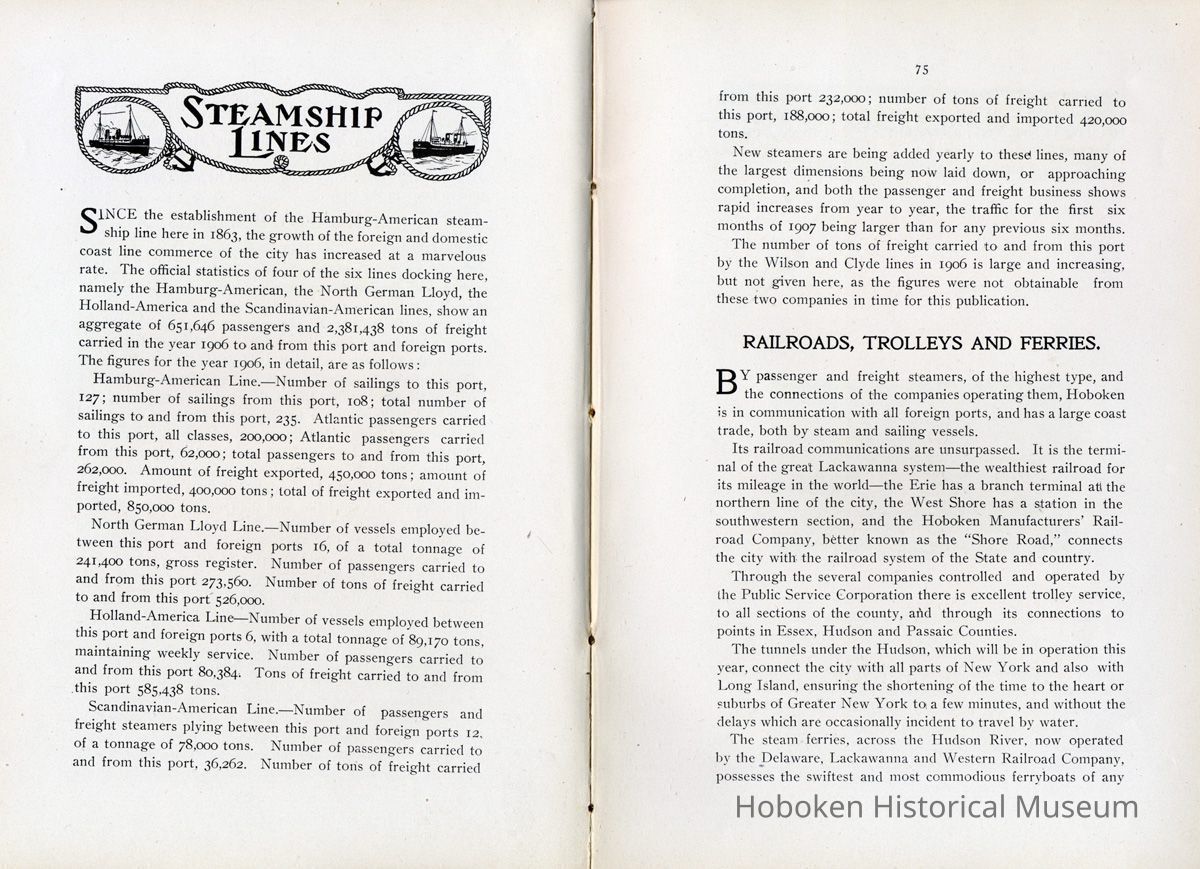 STEAMSHIP
LINES
SINCE the establishment of the Hamburg-American steam-
ship line here in 1863, the growth of the foreign and domestic
coast line commerce of the city has increased at a marvelous
rate. The official statistics of four of the six lines docking here,
namely the Hamburg-American, the North German Lloyd, the
Holland-America and the Scandinavian-American lines, show an
aggregate of 651,646 passengers and 2,381,438 tons of freight
carried in the year 1906 to and from this port and foreign ports.
The figures for the year 1906, in detail, are as follows:
Hamburg-American Line.—Number of sailings to this port,
127; number of sailings from this port, 108; total number of
sailings to and from this port, 235. Atlantic passengers carried
to this port, all classes, 200,000; Atlantic passengers carried
from this port, 62,000; total passengers to and from this port,
262,000. Amount of freight exported, 450,000 tons; amount of
freight imported, 400,000 tons; total of freight exported and im-
ported, 850,000 tons.
North German Lloyd Line.—Number of vessels employed be-
tween this port and foreign ports 16, of a total tonnage of
241,400 tons, gross register. Number of passengers carried to
and from this port 273,560. Number of tons of freight carried
to and from this port 526,000.
Holland-America Line—Number of vessels employed between
this port and foreign ports 6, with a total tonnage of 89,170 tons,
maintaining weekly service. Number of passengers carried to
and from this port 80,384. Tons of freight carried to and from
this port 585,438 tons.
Scandinavian-American Line.—Number of passengers and
freight steamers plying between this port and foreign ports 12.
of a tonnage of 78,000 tons. Number of passengers carried to
and from this port, 36,262. Number of tons of freight carried
75
from this port 232,000; number of tons of freight carried to
this port, 188,000; total freight exported and imported 420,000
tons.
New steamers are being added yearly to these lines, many of
the largest dimensions being now laid down, or approaching
completion, and both the passenger and freight business shows
rapid increases from year to year, the traffic for the first six
months of 1907 being larger than for any previous six months.
The number of tons of freight carried to and from this port
by the Wilson and Clyde lines in 1906 is large and increasing,
but not given here, as the figures were not obtainable from
these two companies in time for this publication.
RAILROADS, TROLLEYS AND FERRIES.
BY passenger and freight steamers, of the highest type, and
the connections of the companies operating them, Hoboken
is in communication with all foreign ports, and has a large coast
trade, both by steam and sailing vessels.
Its railroad communications are unsurpassed. It is the termi-
nal of the great Lackawanna system—the wealthiest railroad for
its mileage in the world—the Erie has a branch terminal at the
northern line of the city, the West Shore has a station in the
southwestern section, and the Hoboken Manufacturers' Rail-
road Company, better known as the "Shore Road," connects
the city with the railroad system of the State and country.
Through the several companies controlled and operated by
the Public Service Corporation there is excellent trolley service,
to all sections of the county, and through its connections to
points in Essex, Hudson and Passaic Counties.
The tunnels under the Hudson, which will be in operation this
year, connect the city with all parts of New York and also with
Long Island, ensuring the shortening of the time to the heart or
suburbs of Greater New York to a few minutes, and without the
delays which are occasionally incident to travel by water.
The steam ferries, across the Hudson River, now operated
by the Delaware, Lackawanna and Western Railroad Company,
possesses the swiftest and most commodious ferryboats of any
Hoboken Historical Museum